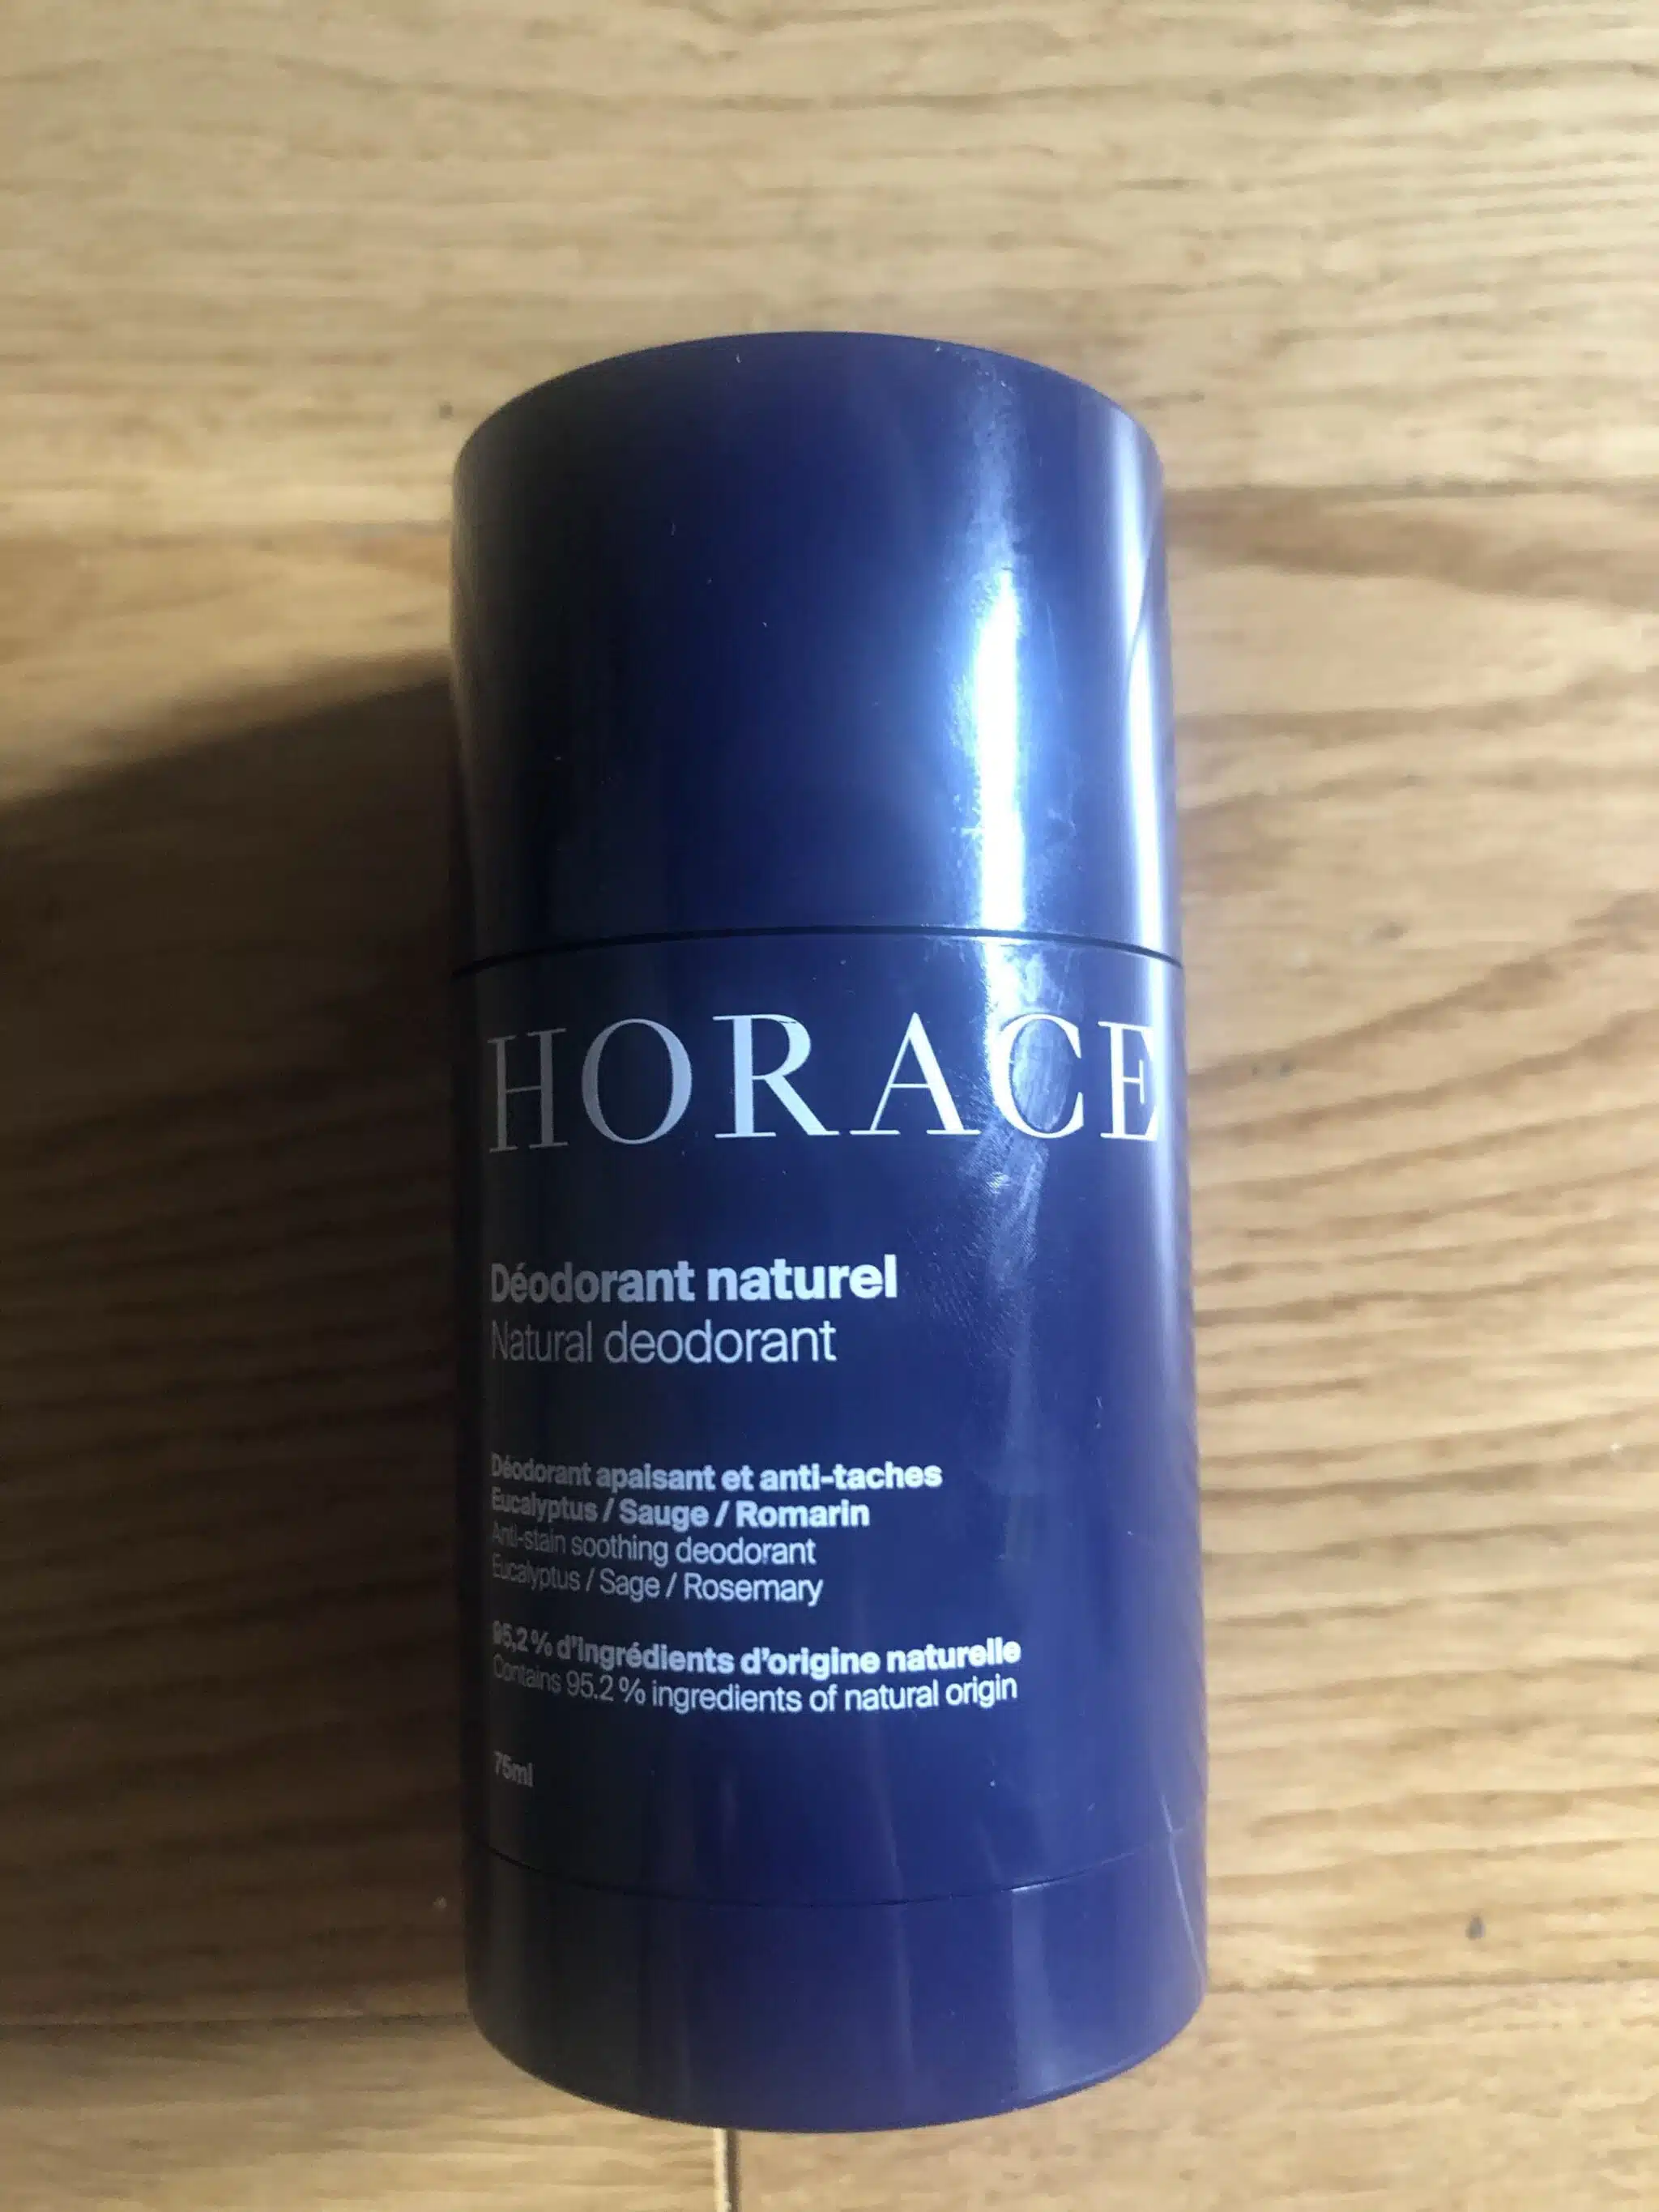 HORACE
Déodorant naturel
Natural deodorant
Déodorant apaisant et anti-taches
Eucalyptus / Sauge / Romarin
Anti-stain soothing deodorant
Eucalyptus / Sage / Rosemary
95,2 % d'ingrédients d'origine naturelle
Contains 95.2 % ingredients of natural origin
75ml